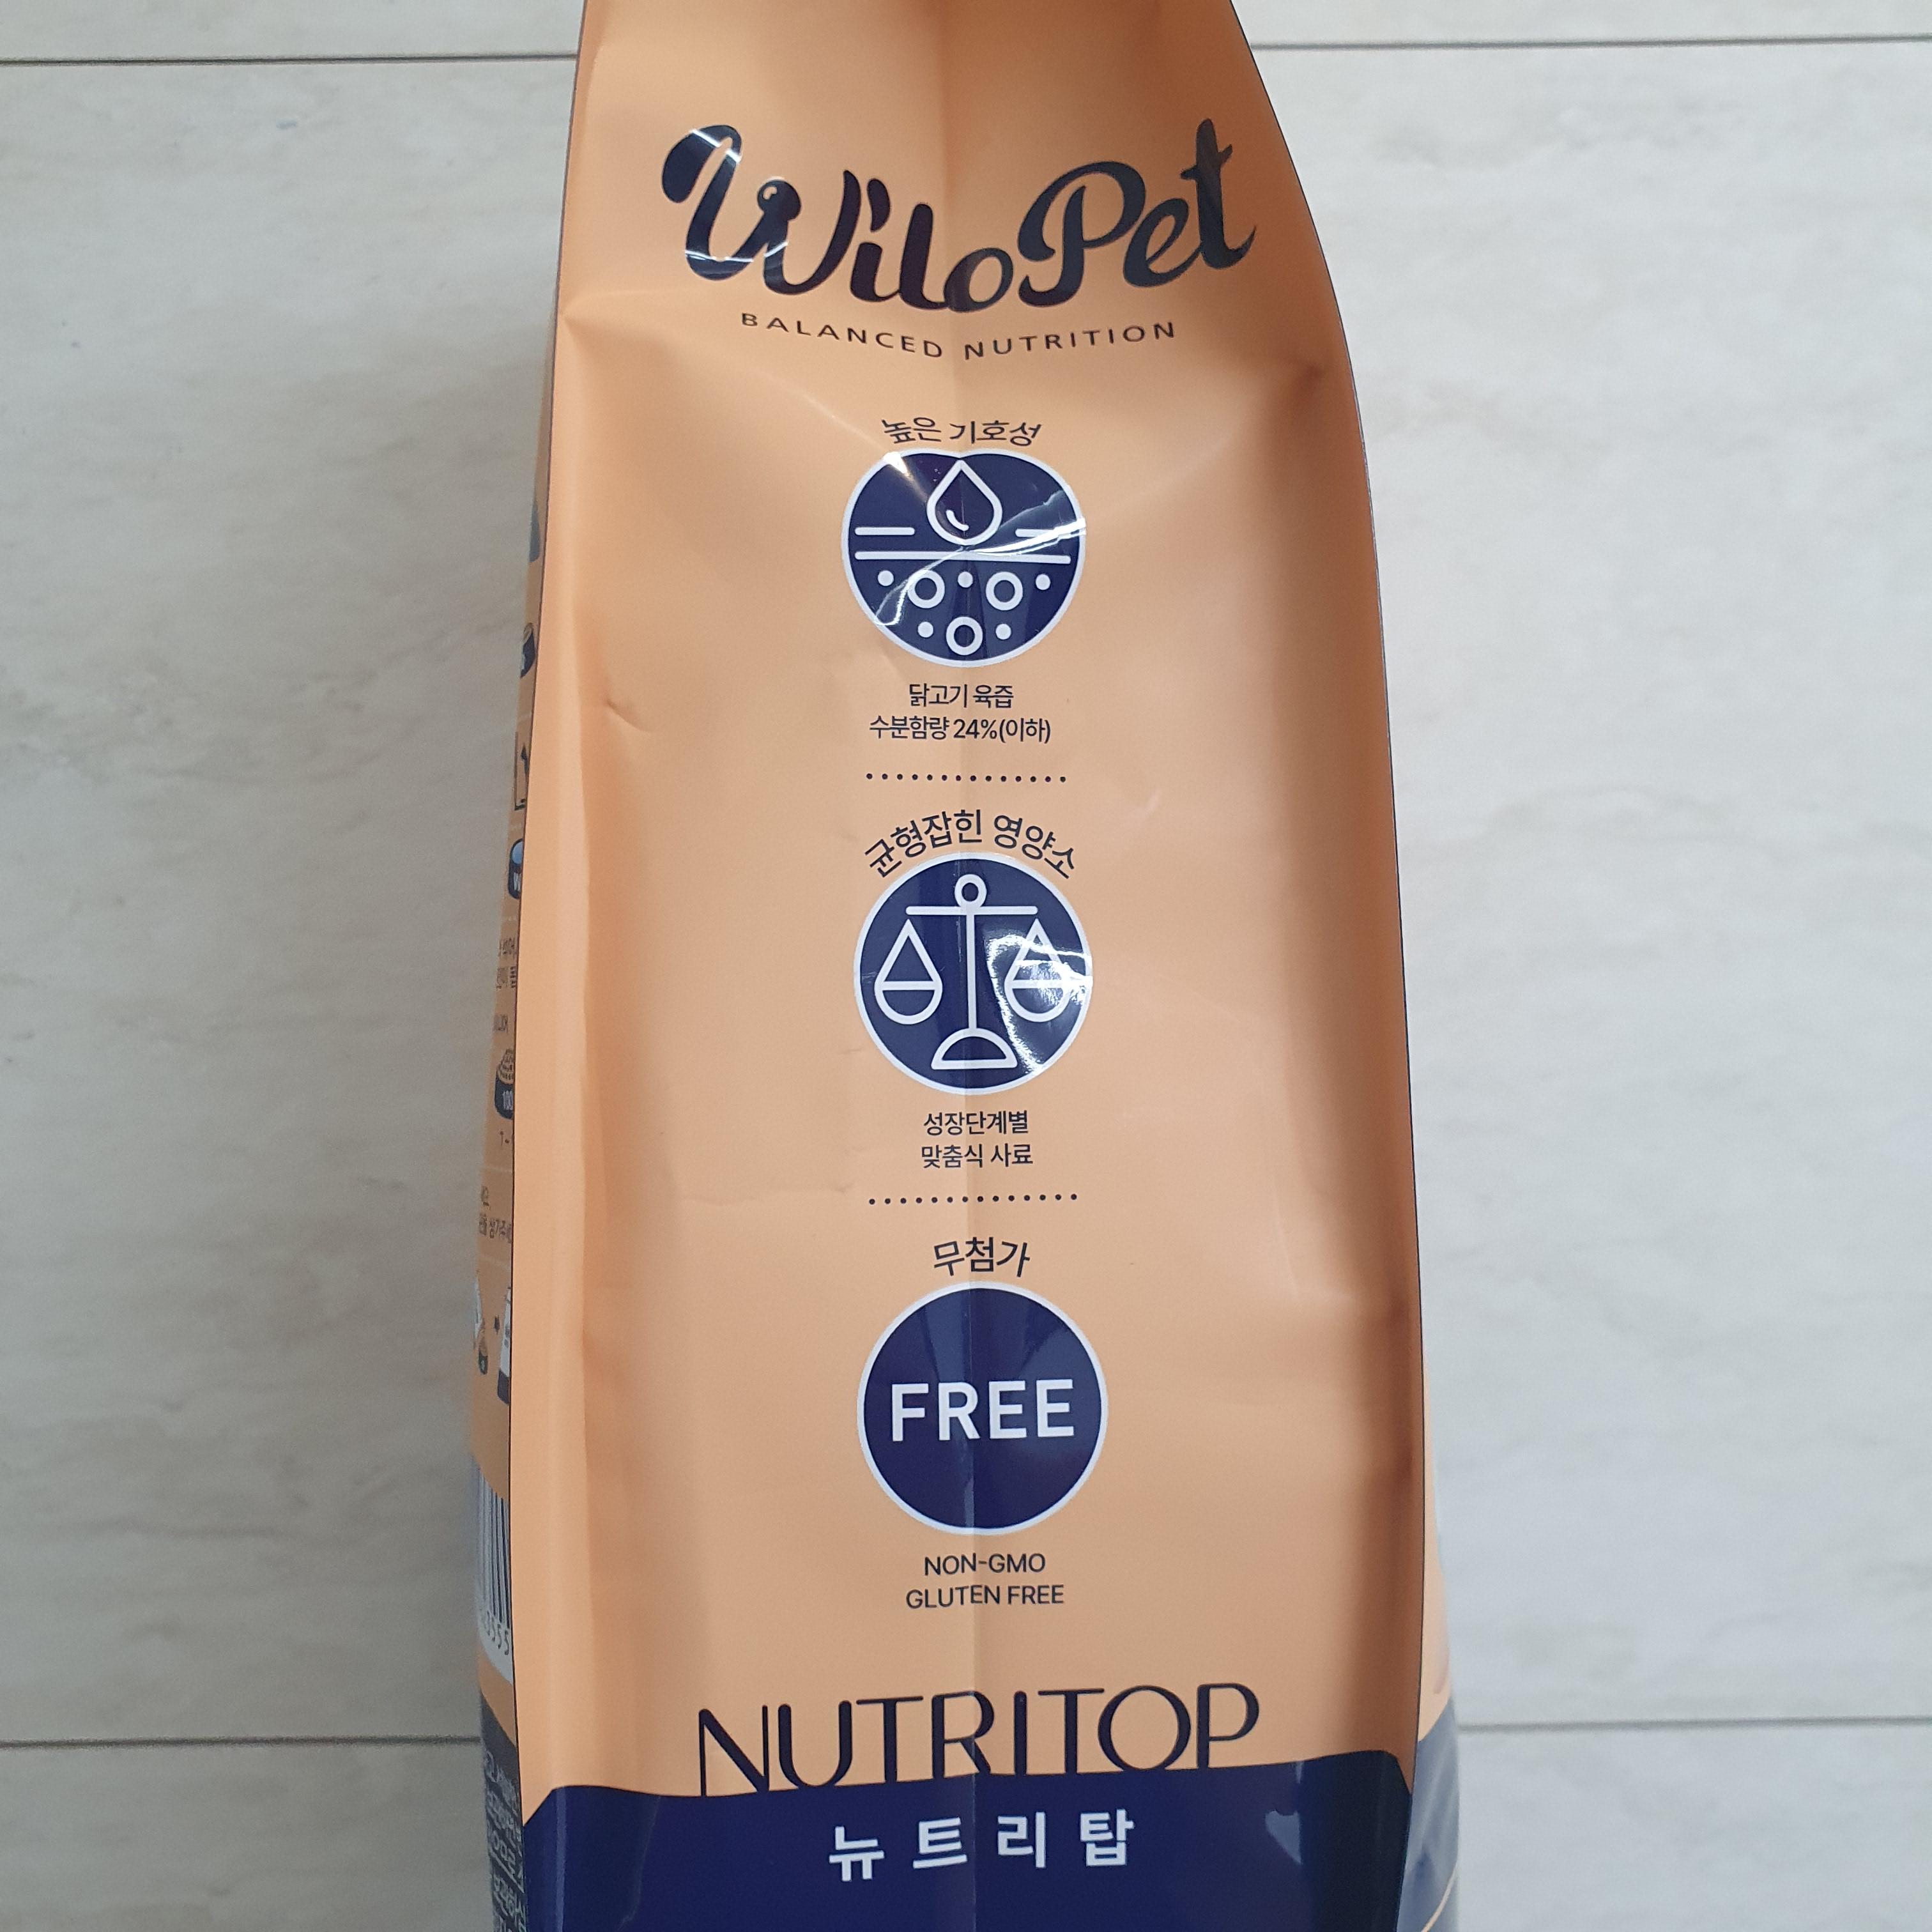 WiloPet
BALANCED NUTRITION
높은 기호성
닭고기 육즙
수분함량 24%(이하)
균형잡힌 영양소
성장단계별
맞춤식 사료
무첨가
FREE
NON-GMO
GLUTEN FREE
NUTRITOP
뉴트리탑